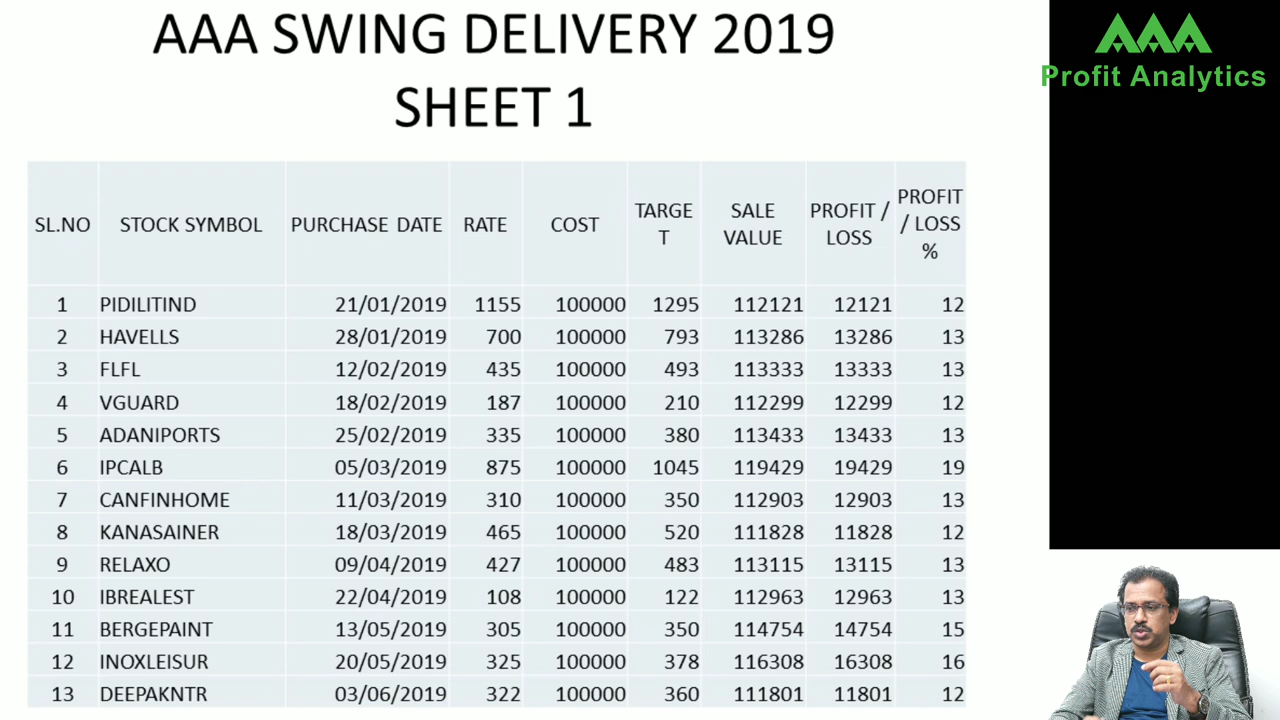 AAA SWING DELIVERY 2019
SHEET 1
AAA
Profit Analytics
SL.NO STOCK SYMBOL PURCHASE DATE RATE COST TARGE T SALE VALUE PROFIT / LOSS PROFIT / LOSS %
1 PIDILITIND 21/01/2019 1155 100000 1295 112121 12121 12
2 HAVELLS 28/01/2019 700 100000 793 113286 13286 13
3 FLFL 12/02/2019 435 100000 493 113333 13333 13
4 VGUARD 18/02/2019 187 100000 210 112299 12299 12
5 ADANIPORTS 25/02/2019 335 100000 380 113433 13433 13
6 IPCALB 05/03/2019 875 100000 1045 119429 19429 19
7 CANFINHOME 11/03/2019 310 100000 350 112903 12903 13
8 KANASAINER 18/03/2019 465 100000 520 111828 11828 12
9 RELAXO 09/04/2019 427 100000 483 113115 13115 13
10 IBREALEST 22/04/2019 108 100000 122 112963 12963 13
11 BERGEPAINT 13/05/2019 305 100000 350 114754 14754 15
12 INOXLEISUR 20/05/2019 325 100000 378 116308 16308 16
13 DEEPAKNTR 03/06/2019 322 100000 360 111801 11801 12